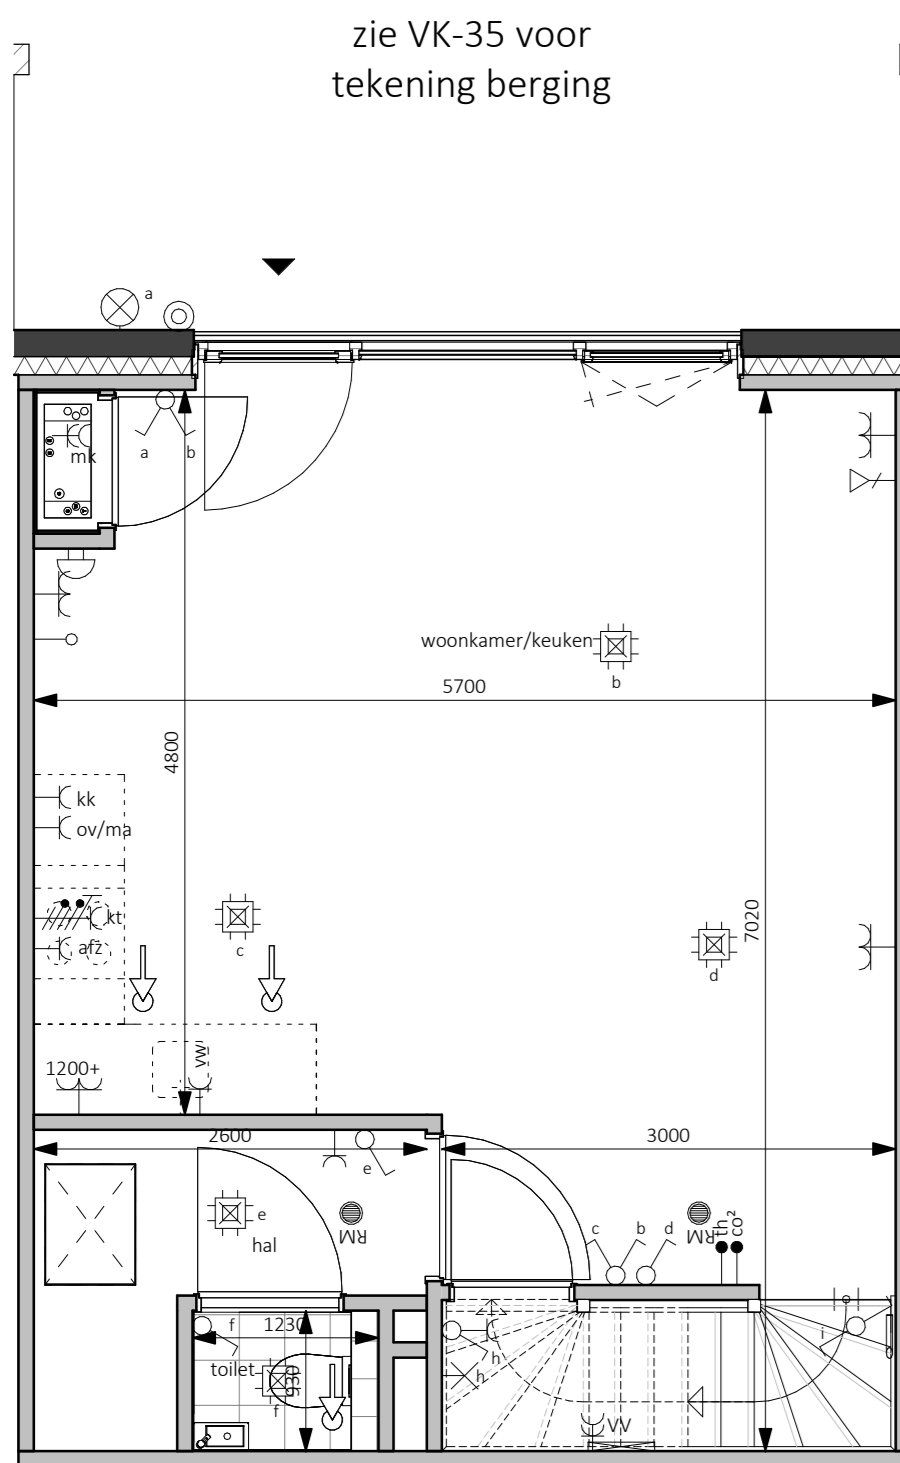 zie VK-35 voor
tekening berging
a
mk
a
b
woonkamer/keuken
b
5700
4800
kk
ov/ma
kt
afz
c
7020
d
1200+
vw
2600
3000
e
e
hal
RM
c
b
d
RM
th
co²
f
1230
toilet
930
f
h
h
i
VV